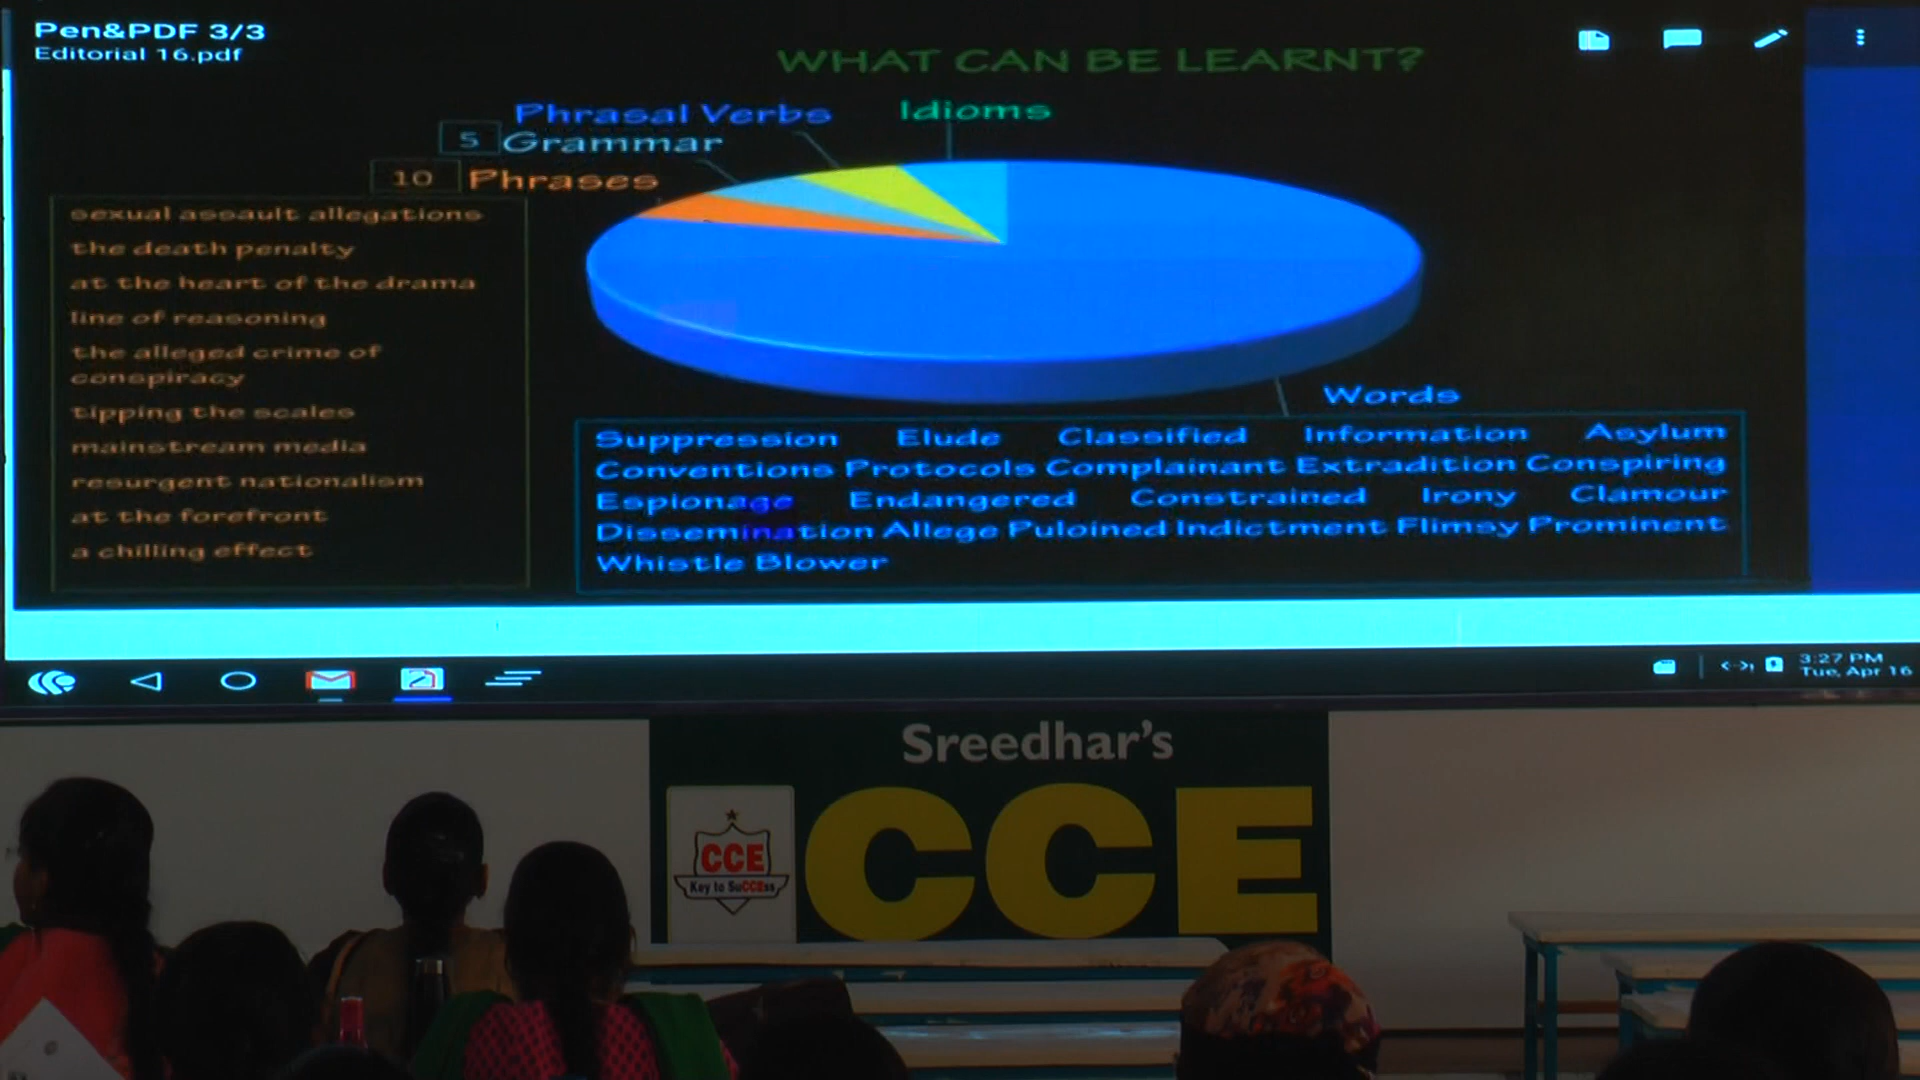 Pen&PDF 3/3
Editorial 16.pdf
WHAT CAN BE LEARNT?
Phrasal Verbs
Idioms
5 Grammar
10 Phrases
sexual assault allegations
the death penalty
at the heart of the drama
line of reasoning
the alleged crime of
conspiracy
tipping the scales
mainstream media
resurgent nationalism
at the forefront
a chilling effect
Words
Suppression Elude Classified Information Asylum
Conventions Protocols Complainant Extradition Conspiring
Espionage Endangered Constrained Irony Clamour
Dissemination Allege Puloined Indictment Flimsy Prominent
Whistle Blower
3:27 PM
Tue, Apr 16
Sreedhar's
CCE
CCE
Key to SuCCEss